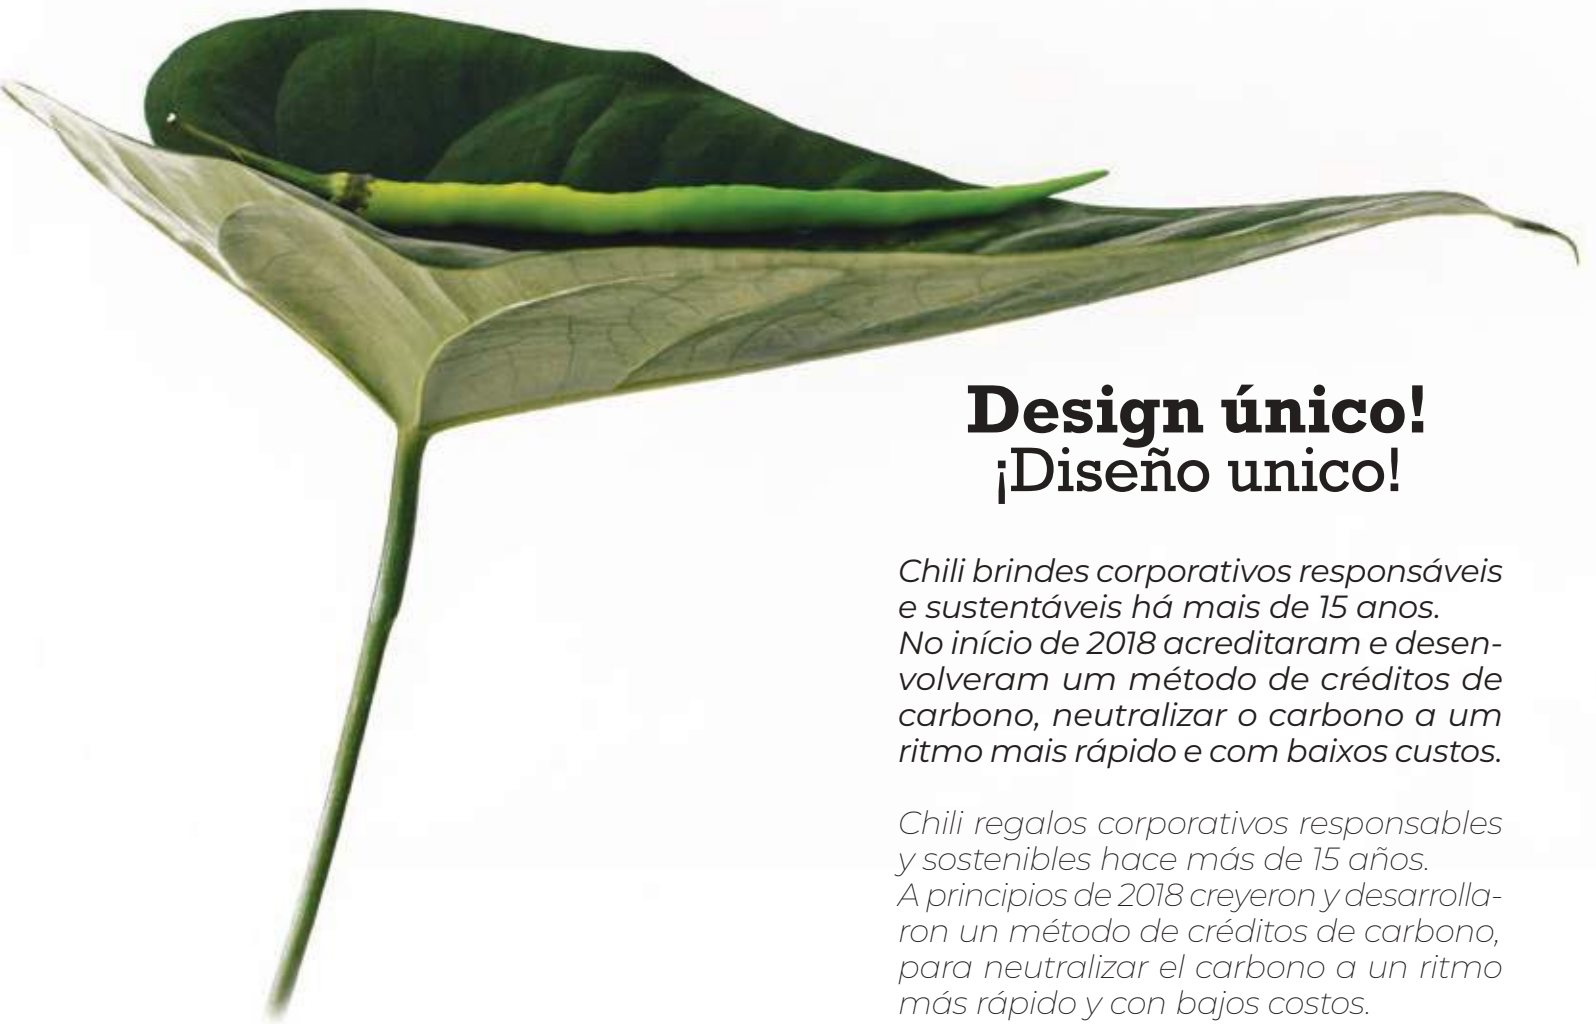 Design único!
¡Diseño unico!
Chili brindes corporativos responsáveis
e sustentáveis há mais de 15 anos.
No início de 2018 acreditaram e desen-
volveram um método de créditos de
carbono, neutralizar o carbono a um
ritmo mais rápido e com baixos custos.
Chili regalos corporativos responsables
y sostenibles hace más de 15 años.
A principios de 2018 creyeron y desarrolla-
ron un método de créditos de carbono,
para neutralizar el carbono a un ritmo
más rápido y con bajos costos.